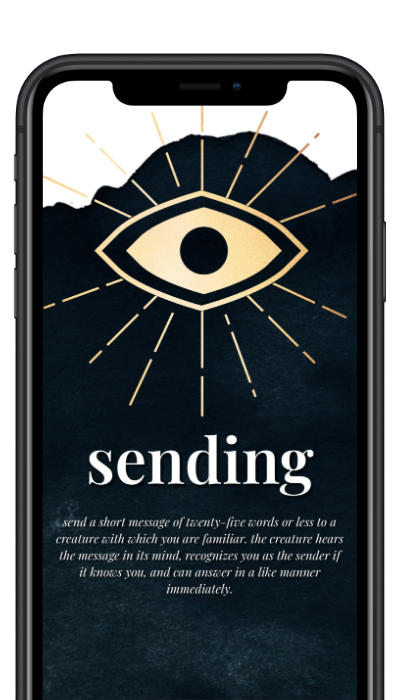 sending
send a short message of twenty-five words or less to a
creature with which you are familiar. the creature hears
the message in its mind, recognizes you as the sender if
it knows you, and can answer in a like manner
immediately.